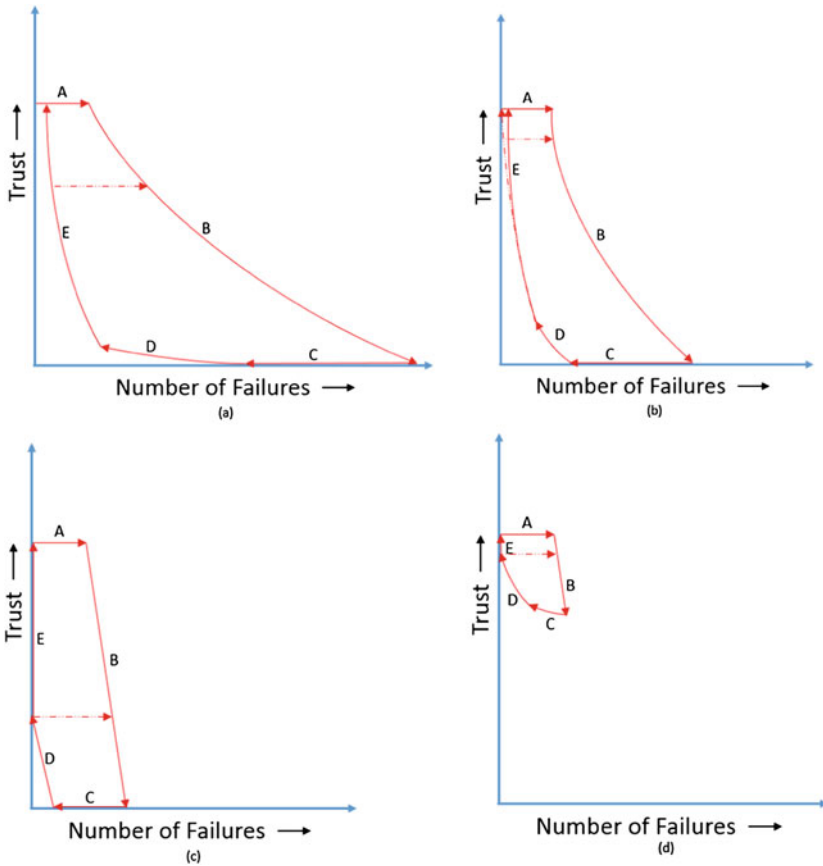 A
B
C
D
E
Trust
Number of Failures
(a)
A
B
C
D
E
Trust
Number of Failures
(b)
A
B
C
D
E
Trust
Number of Failures
(c)
A
B
C
D
E
Trust
Number of Failures
(d)